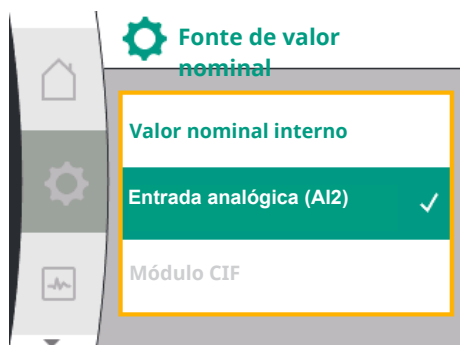 Fonte de valor
nominal
Valor nominal interno
Entrada analógica (AI2)
Módulo CIF